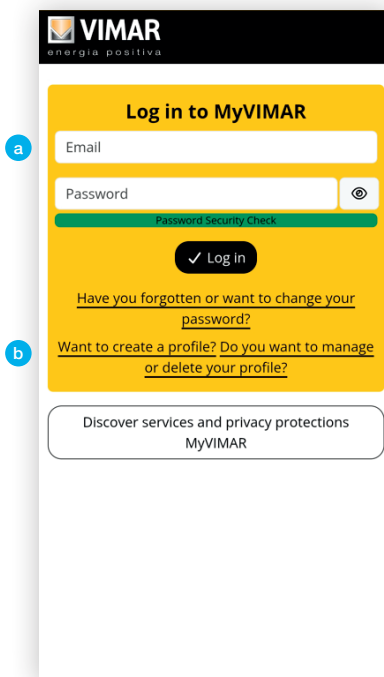 VIMAR
energia positiva
Log in to MyVIMAR
a
Email
Password
Password Security Check
Log in
Have you forgotten or want to change your
password?
b
Want to create a profile? Do you want to manage
or delete your profile?
Discover services and privacy protections
MyVIMAR